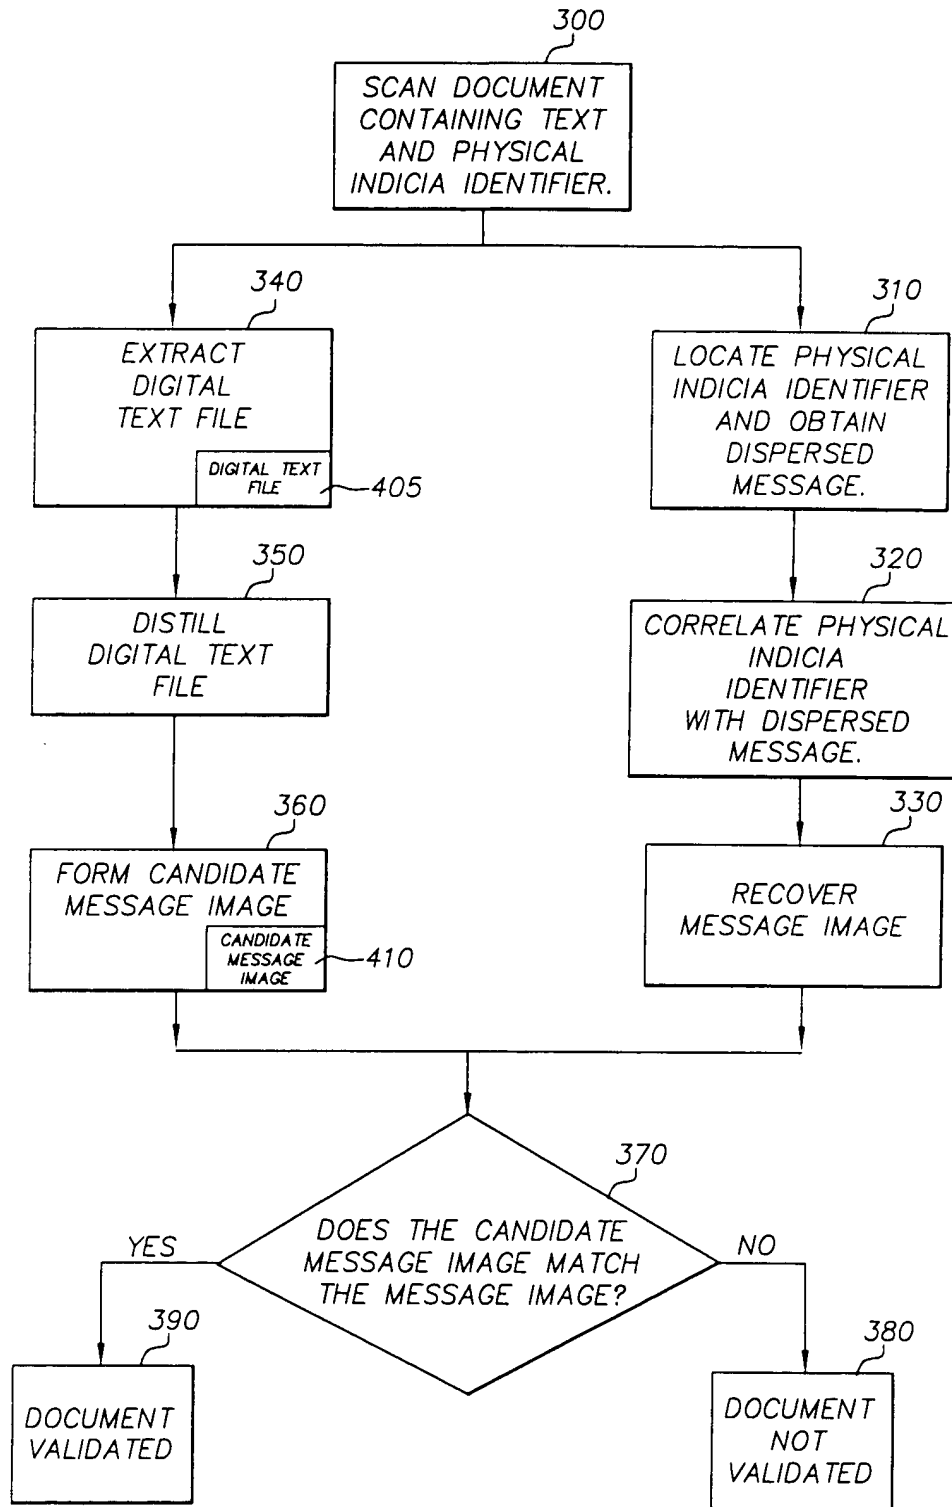 300
SCAN DOCUMENT
CONTAINING TEXT
AND PHYSICAL
INDICIA IDENTIFIER.
340
EXTRACT
DIGITAL
TEXT FILE
DIGITAL TEXT
FILE
405
310
LOCATE PHYSICAL
INDICIA IDENTIFIER
AND OBTAIN
DISPERSED
MESSAGE.
350
DISTILL
DIGITAL TEXT
FILE
320
CORRELATE PHYSICAL
INDICIA
IDENTIFIER
WITH DISPERSED
MESSAGE.
360
FORM CANDIDATE
MESSAGE IMAGE
CANDIDATE
MESSAGE
IMAGE
410
330
RECOVER
MESSAGE IMAGE
370
DOES THE CANDIDATE
MESSAGE IMAGE MATCH
THE MESSAGE IMAGE?
YES
NO
390
DOCUMENT
VALIDATED
380
DOCUMENT
NOT
VALIDATED